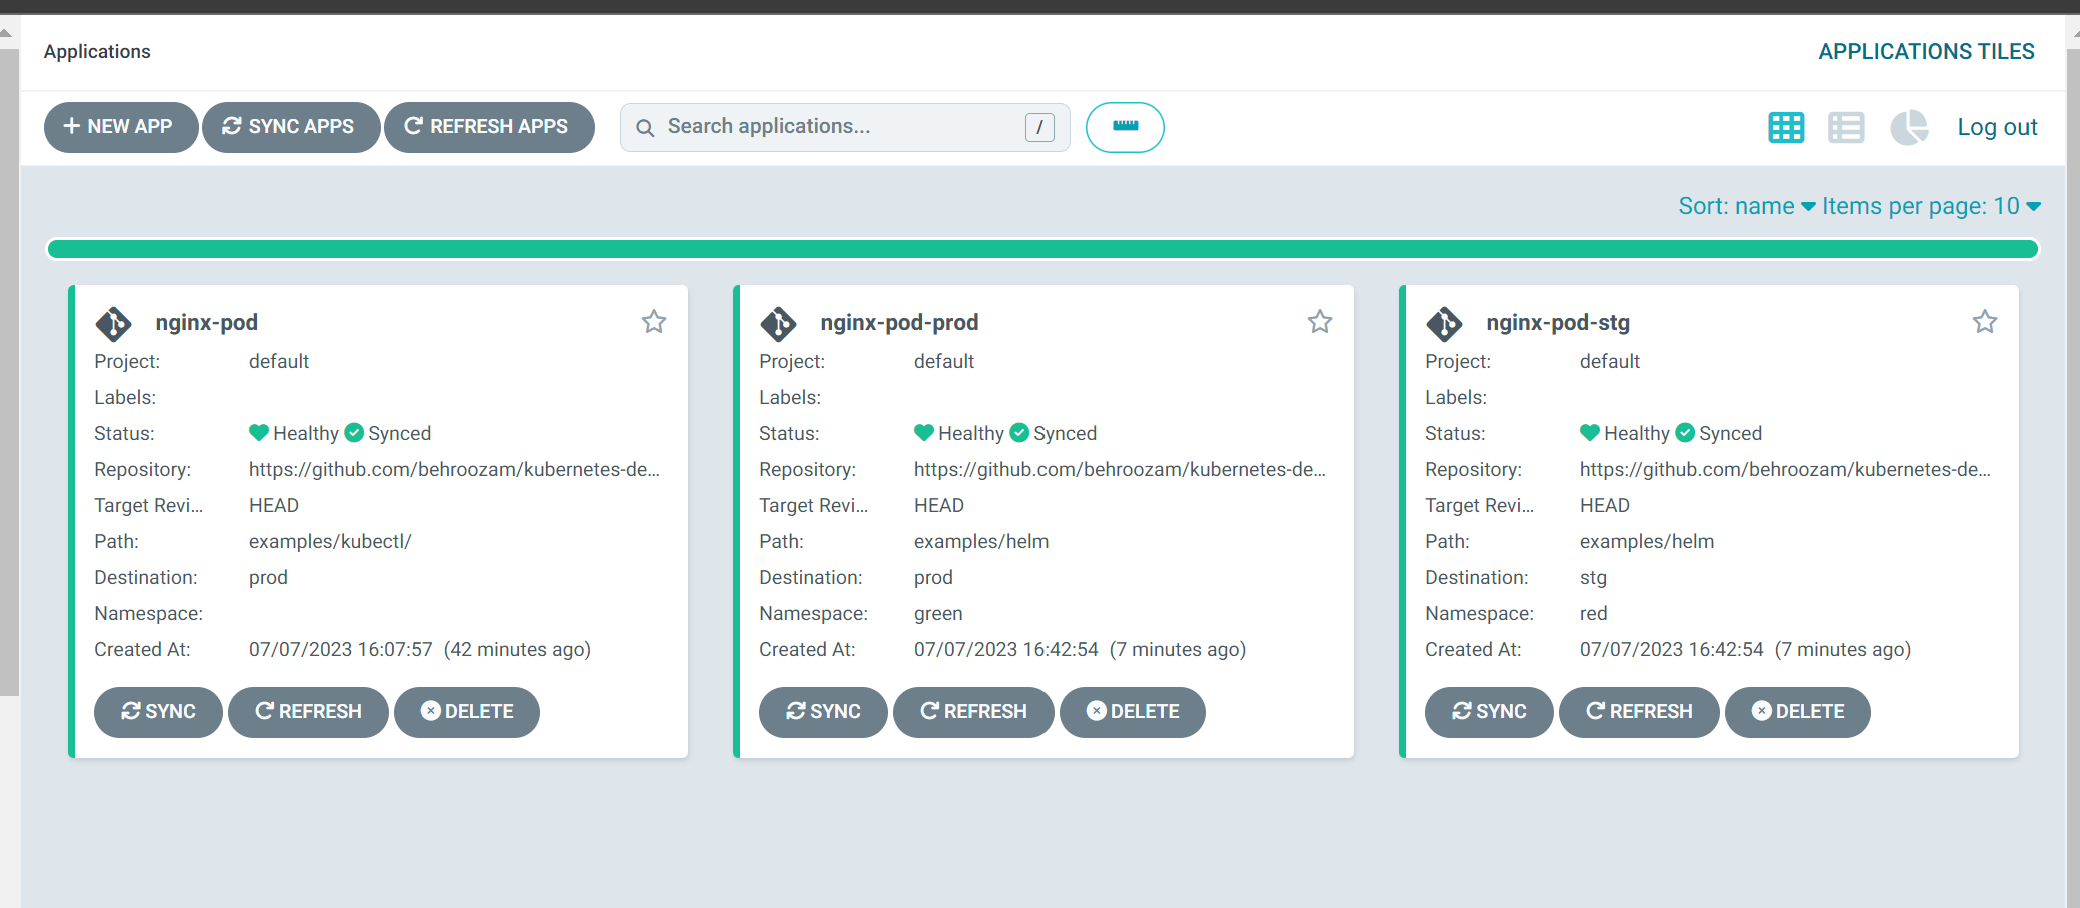 Applications
APPLICATIONS TILES
NEW APP SYNC APPS REFRESH APPS Search applications... / Log out
Sort: name Items per page: 10
nginx-pod
Project: default
Labels:
Status: Healthy Synced
Repository: https://github.com/behroozam/kubernetes-de...
Target Revi... HEAD
Path: examples/kubectl/
Destination: prod
Namespace:
Created At: 07/07/2023 16:07:57 (42 minutes ago)
SYNC REFRESH DELETE
nginx-pod-prod
Project: default
Labels:
Status: Healthy Synced
Repository: https://github.com/behroozam/kubernetes-de...
Target Revi... HEAD
Path: examples/helm
Destination: prod
Namespace: green
Created At: 07/07/2023 16:42:54 (7 minutes ago)
SYNC REFRESH DELETE
nginx-pod-stg
Project: default
Labels:
Status: Healthy Synced
Repository: https://github.com/behroozam/kubernetes-de...
Target Revi... HEAD
Path: examples/helm
Destination: stg
Namespace: red
Created At: 07/07/2023 16:42:54 (7 minutes ago)
SYNC REFRESH DELETE